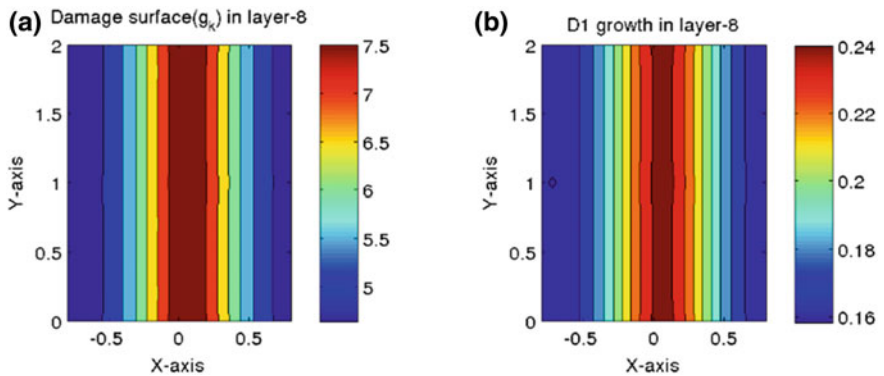 (a) Damage surface(gₖ) in layer-8
2
1.5
1
0.5
0
Y-axis
-0.5 0 0.5
X-axis
7.5
7
6.5
6
5.5
5
(b) D1 growth in layer-8
2
1.5
1
0.5
0
Y-axis
-0.5 0 0.5
X-axis
0.24
0.22
0.2
0.18
0.16